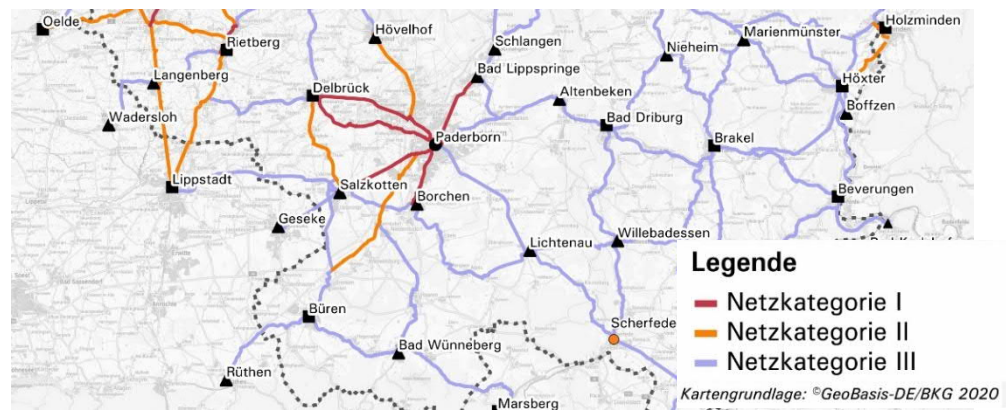 Oelde
Rietberg
Hövelhof
Schlangen
Nieheim
Marienmünster
Holzminden
Langenberg
Bad Lippspringe
Höxter
Delbrück
Altenbeken
Boffzen
Wadersloh
Bad Driburg
Paderborn
Brakel
Lippstadt
Salzkotten
Borchen
Beverungen
Geseke
Lichtenau
Willebadessen
Legende
Netzkategorie I
Netzkategorie II
Netzkategorie III
Büren
Scherfede
Bad Wünneberg
Rüthen
Marsberg
Kartengrundlage: ©GeoBasis-DE/BKG 2020